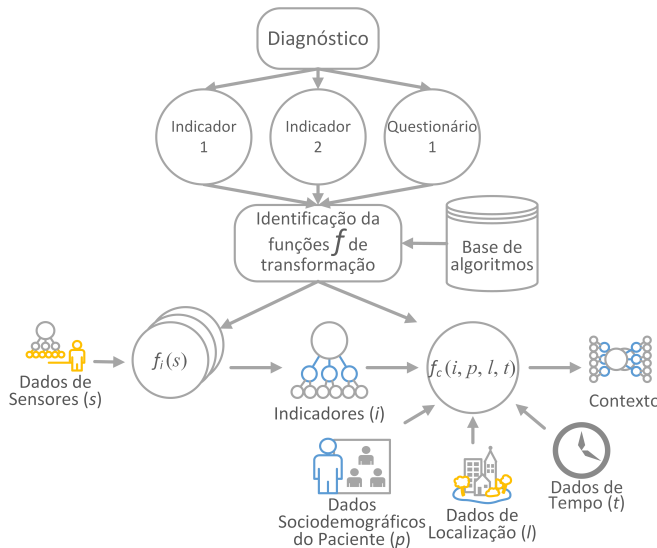 Diagnóstico
Indicador
1
Indicador
2
Questionário
1
Identificação da
funções f de
transformação
Base de
algoritmos
Dados de
Sensores (s)
fᵢ(s)
Indicadores (i)
f꜀(i, p, l, t)
Contexto
Dados
Sociodemográficos
do Paciente (p)
Dados de
Localização (l)
Dados de
Tempo (t)